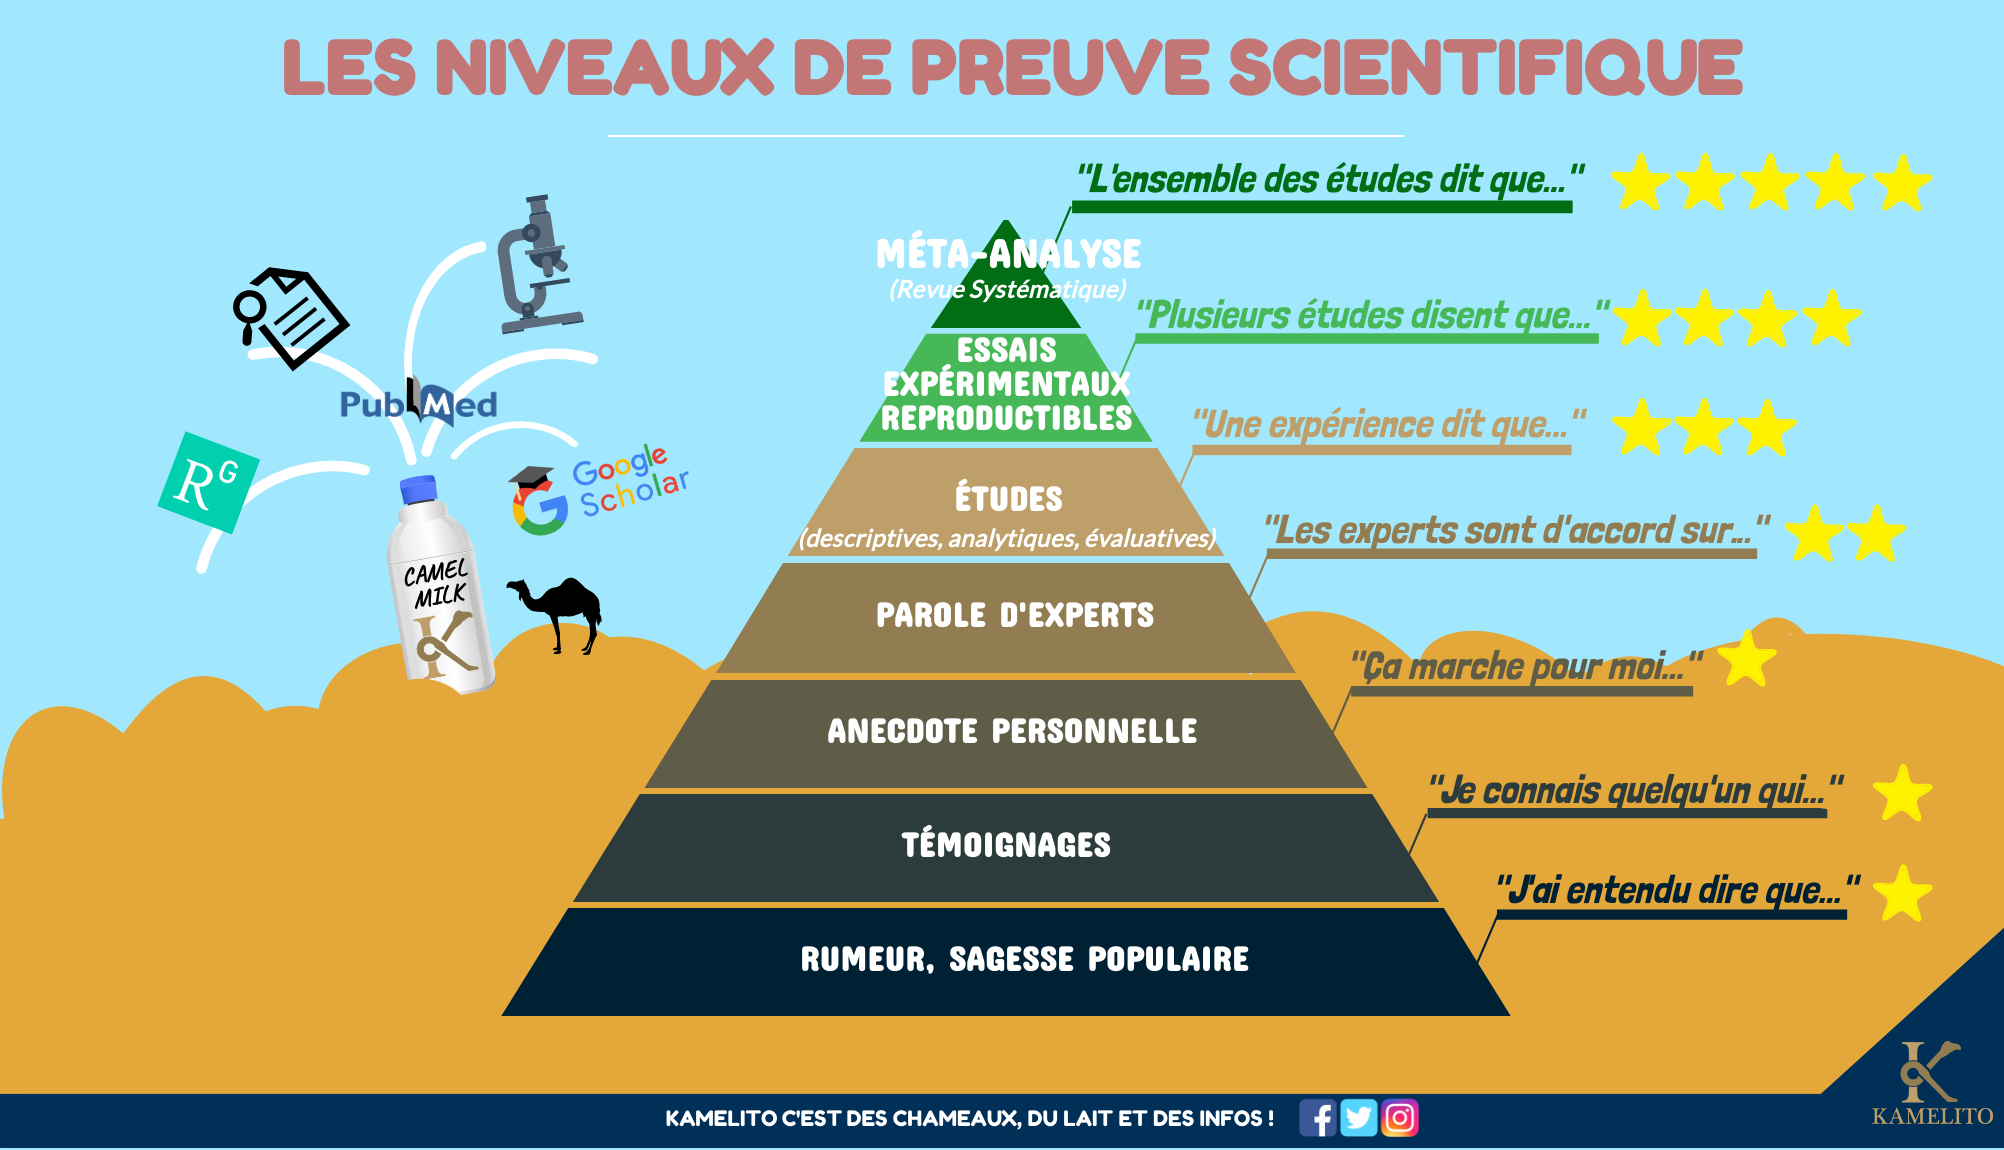 LES NIVEAUX DE PREUVE SCIENTIFIQUE
"L'ensemble des études dit que..."
MÉTA-ANALYSE
(Revue Systématique)
"Plusieurs études disent que..."
ESSAIS
EXPÉRIMENTAUX
REPRODUCTIBLES
"Une expérience dit que..."
ÉTUDES
(descriptives, analytiques, évaluatives)
"Les experts sont d'accord sur..."
PAROLE D'EXPERTS
"Ça marche pour moi..."
ANECDOTE PERSONNELLE
"Je connais quelqu'un qui..."
TÉMOIGNAGES
"J'ai entendu dire que..."
RUMEUR, SAGESSE POPULAIRE
PubMed
RG
Google
Scholar
CAMEL
MILK
K
KAMELITO C'EST DES CHAMEAUX, DU LAIT ET DES INFOS !
K
KAMELITO